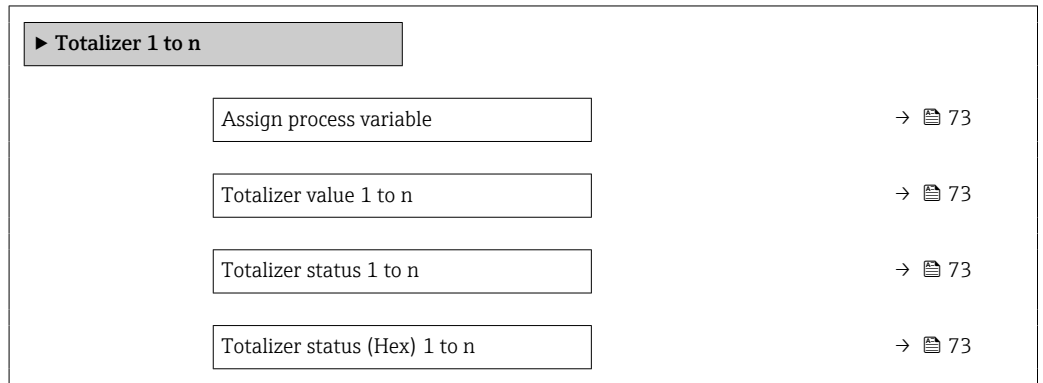 ► Totalizer 1 to n
Assign process variable → 73
Totalizer value 1 to n → 73
Totalizer status 1 to n → 73
Totalizer status (Hex) 1 to n → 73